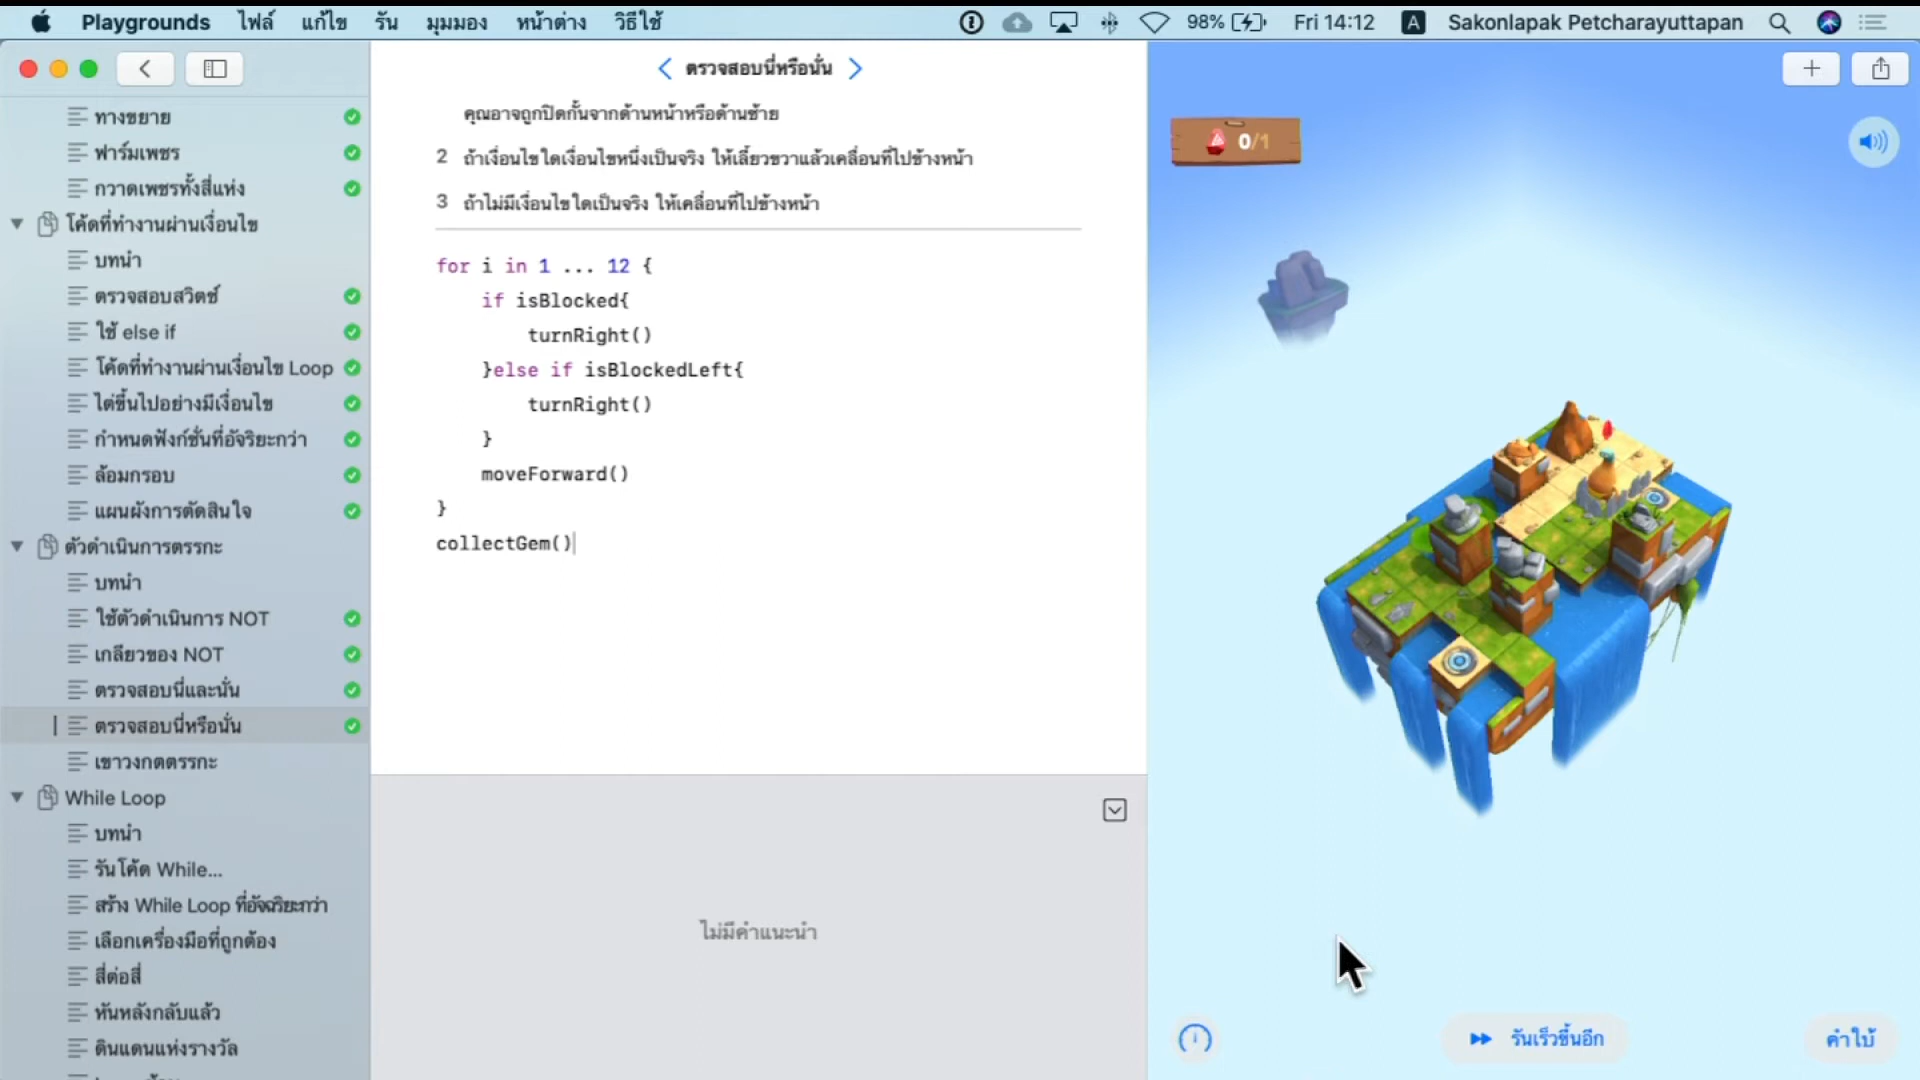 Playgrounds ไฟล์ แก้ไข รัน มุมมอง หน้าต่าง วิธีใช้ 98% Fri 14:12 A Sakonlapak Petcharayuttapan
ทางขยาย
ฟาร์มเพชร
กวาดเพชรทั้งสี่แห่ง
โค้ดที่ทำงานผ่านเงื่อนไข
บทนำ
ตรวจสอบสวิตช์
ใช้ else if
โค้ดที่ทำงานผ่านเงื่อนไข Loop
ไต่ขึ้นไปอย่างมีเงื่อนไข
กำหนดฟังก์ชั่นที่อัจริยะกว่า
ล้อมกรอบ
แผนผังการตัดสินใจ
ตัวดำเนินการตรรกะ
บทนำ
ใช้ตัวดำเนินการ NOT
เกลียวของ NOT
ตรวจสอบนี่และนั่น
ตรวจสอบนี่หรือนั่น
เขาวงกตตรรกะ
While Loop
บทนำ
รันโค้ด While...
สร้าง While Loop ที่อัจฉริยะกว่า
เลือกเครื่องมือที่ถูกต้อง
สี่ต่อสี่
หันหลังกลับแล้ว
ดินแดนแห่งรางวัล
ตรวจสอบนี่หรือนั่น
คุณอาจถูกปิดกั้นจากด้านหน้าหรือด้านซ้าย
2 ถ้าเงื่อนไขใดเงื่อนไขหนึ่งเป็นจริง ให้เลี้ยวขวาแล้วเคลื่อนที่ไปข้างหน้า
3 ถ้าไม่มีเงื่อนไขใดเป็นจริง ให้เคลื่อนที่ไปข้างหน้า
for i in 1 ... 12 {
if isBlocked{
turnRight()
}else if isBlockedLeft{
turnRight()
}
moveForward()
}
collectGem()
ไม่มีคำแนะนำ
0/1
รันเร็วขึ้นอีก
คำใบ้